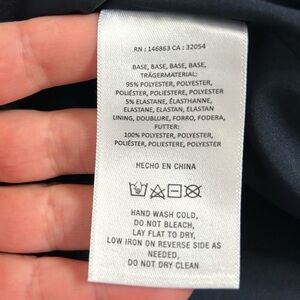 RN : 146863 CA : 32054
BASE, BASE, BASE, BASE,
TRÄGERMATERIAL:
95% POLYESTER, POLYESTER,
POLIÉSTER, POLIESTERE, POLYESTER
5% ELASTANE, ÉLASTHANNE,
ELASTANO, ELASTAN, ELASTAN
LINING, DOUBLURE, FORRO, FODERA,
FUTTER:
100% POLYESTER, POLYESTER,
POLIÉSTER, POLIESTERE, POLYESTER
HECHO EN CHINA
HAND WASH COLD,
DO NOT BLEACH,
LAY FLAT TO DRY,
LOW IRON ON REVERSE SIDE AS
NEEDED,
DO NOT DRY CLEAN